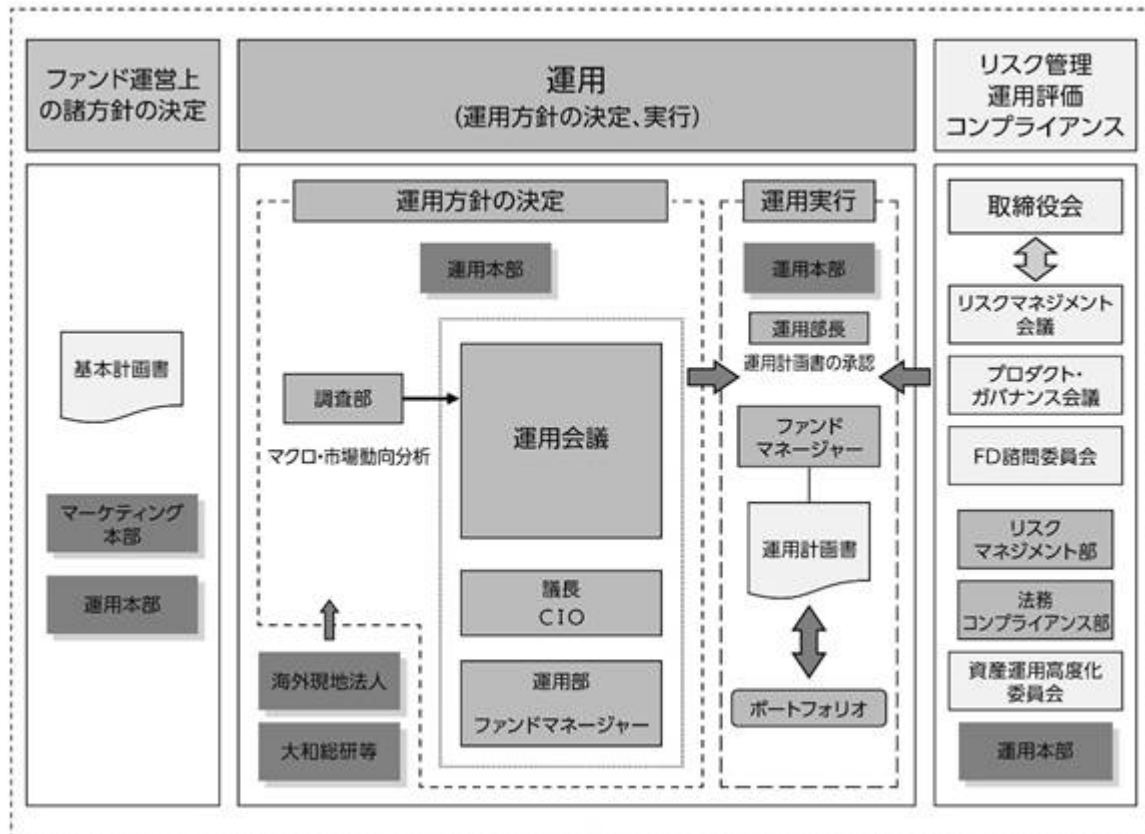 ファンド運営上
の諸方針の決定
運用
(運用方針の決定、実行)
リスク管理
運用評価
コンプライアンス
基本計画書
マーケティング
本部
運用本部
運用方針の決定
運用本部
調査部
マクロ・市場動向分析
運用会議
議長
CIO
運用部
ファンドマネージャー
海外現地法人
大和総研等
運用実行
運用本部
運用部長
運用計画書の承認
ファンド
マネージャー
運用計画書
ポートフォリオ
取締役会
リスクマネジメント
会議
プロダクト・
ガバナンス会議
FD諮問委員会
リスク
マネジメント部
法務
コンプライアンス部
資産運用高度化
委員会
運用本部